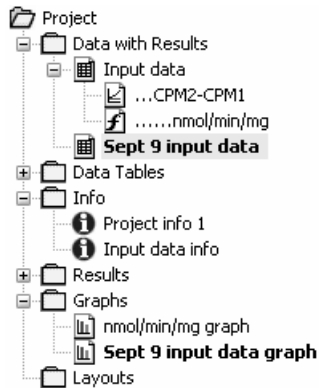 Project
Data with Results
Input data
...CPM2-CPM1
......nmol/min/mg
Sept 9 input data
Data Tables
Info
Project info 1
Input data info
Results
Graphs
nmol/min/mg graph
Sept 9 input data graph
Layouts